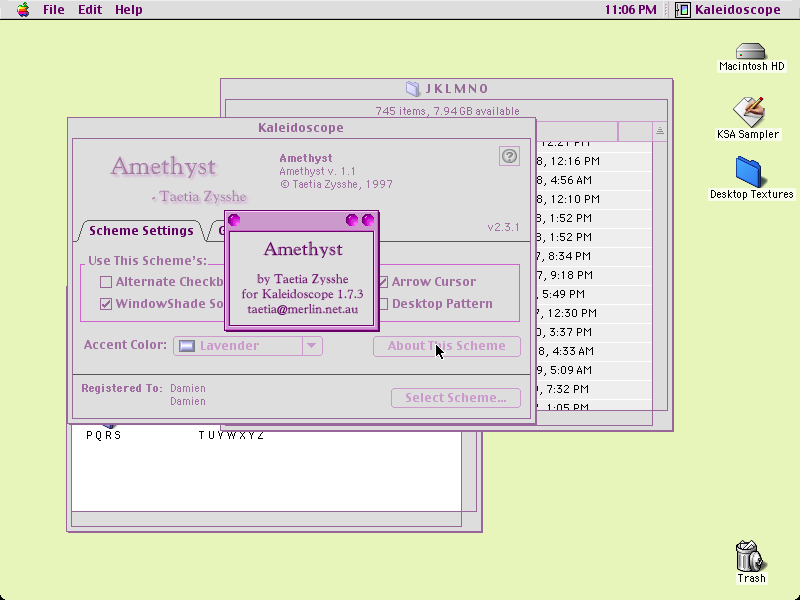 File Edit Help
11:06 PM
Kaleidoscope
Macintosh HD
KSA Sampler
Desktop Textures
Trash
JKLMNO
745 items, 7.94 GB available
12:21 PM
8, 12:16 PM
8, 4:56 AM
8, 12:10 PM
8, 1:52 PM
8, 1:52 PM
7, 8:34 PM
7, 9:18 PM
, 5:49 PM
7, 12:30 PM
0, 3:37 PM
8, 4:33 AM
9, 5:09 AM
9, 7:32 PM
1:05 PM
Kaleidoscope
Amethyst
- Taetia Zysshe
Amethyst
Amethyst v. 1.1
© Taetia Zysshe, 1997
?
v2.3.1
Scheme Settings
G
Use This Scheme's:
Alternate Checkb
WindowShade So
Arrow Cursor
Desktop Pattern
Accent Color:
Lavender
About This Scheme
Registered To: Damien
Damien
Select Scheme...
Amethyst
by Taetia Zysshe
for Kaleidoscope 1.7.3
taetia@merlin.net.au
PQRS
TUVWXYZ